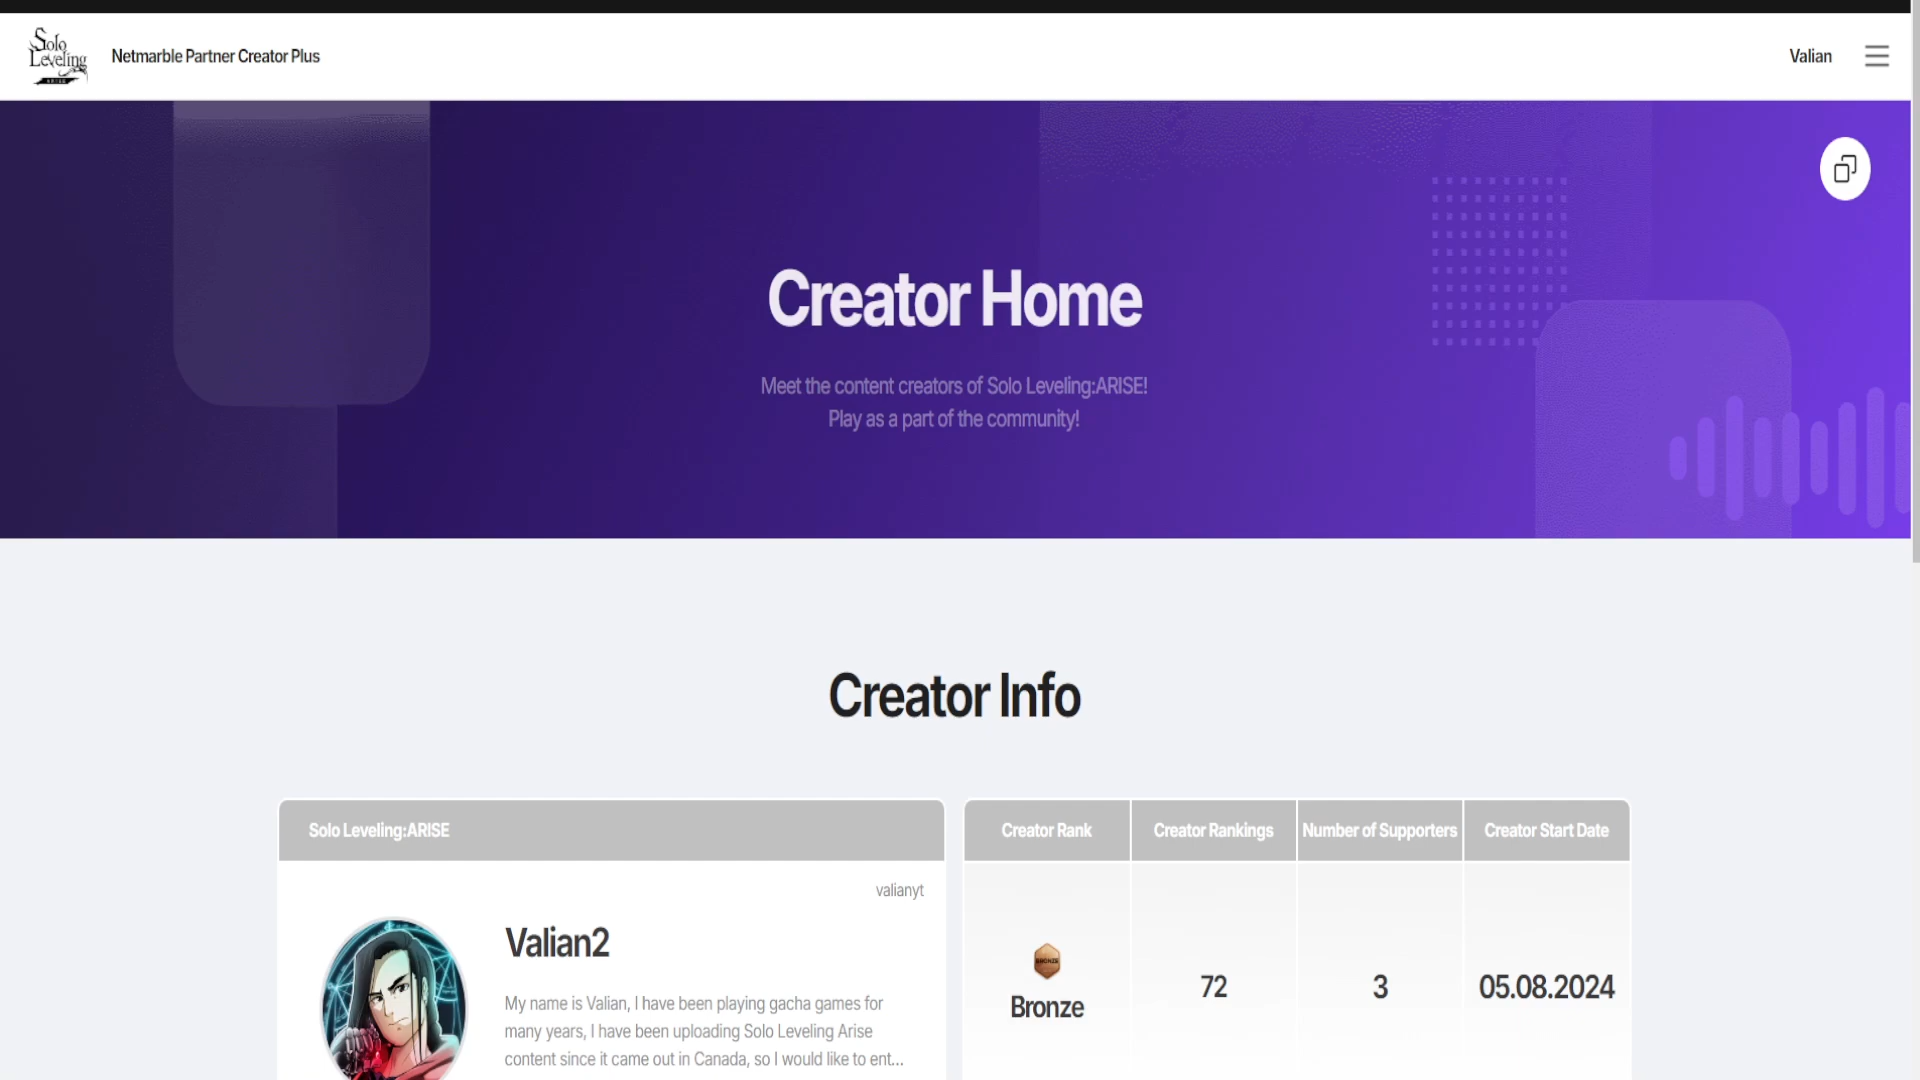 Solo
Leveling
ARISE
Netmarble Partner Creator Plus
Valian
Creator Home
Meet the content creators of Solo Leveling:ARISE!
Play as a part of the community!
Creator Info
Solo Leveling:ARISE
valianyt
Valian2
My name is Valian, I have been playing gacha games for
many years, I have been uploading Solo Leveling Arise
content since it came out in Canada, so I would like to ent...
Creator Rank
Creator Rankings
Number of Supporters
Creator Start Date
BRONZE
Bronze
72
3
05.08.2024